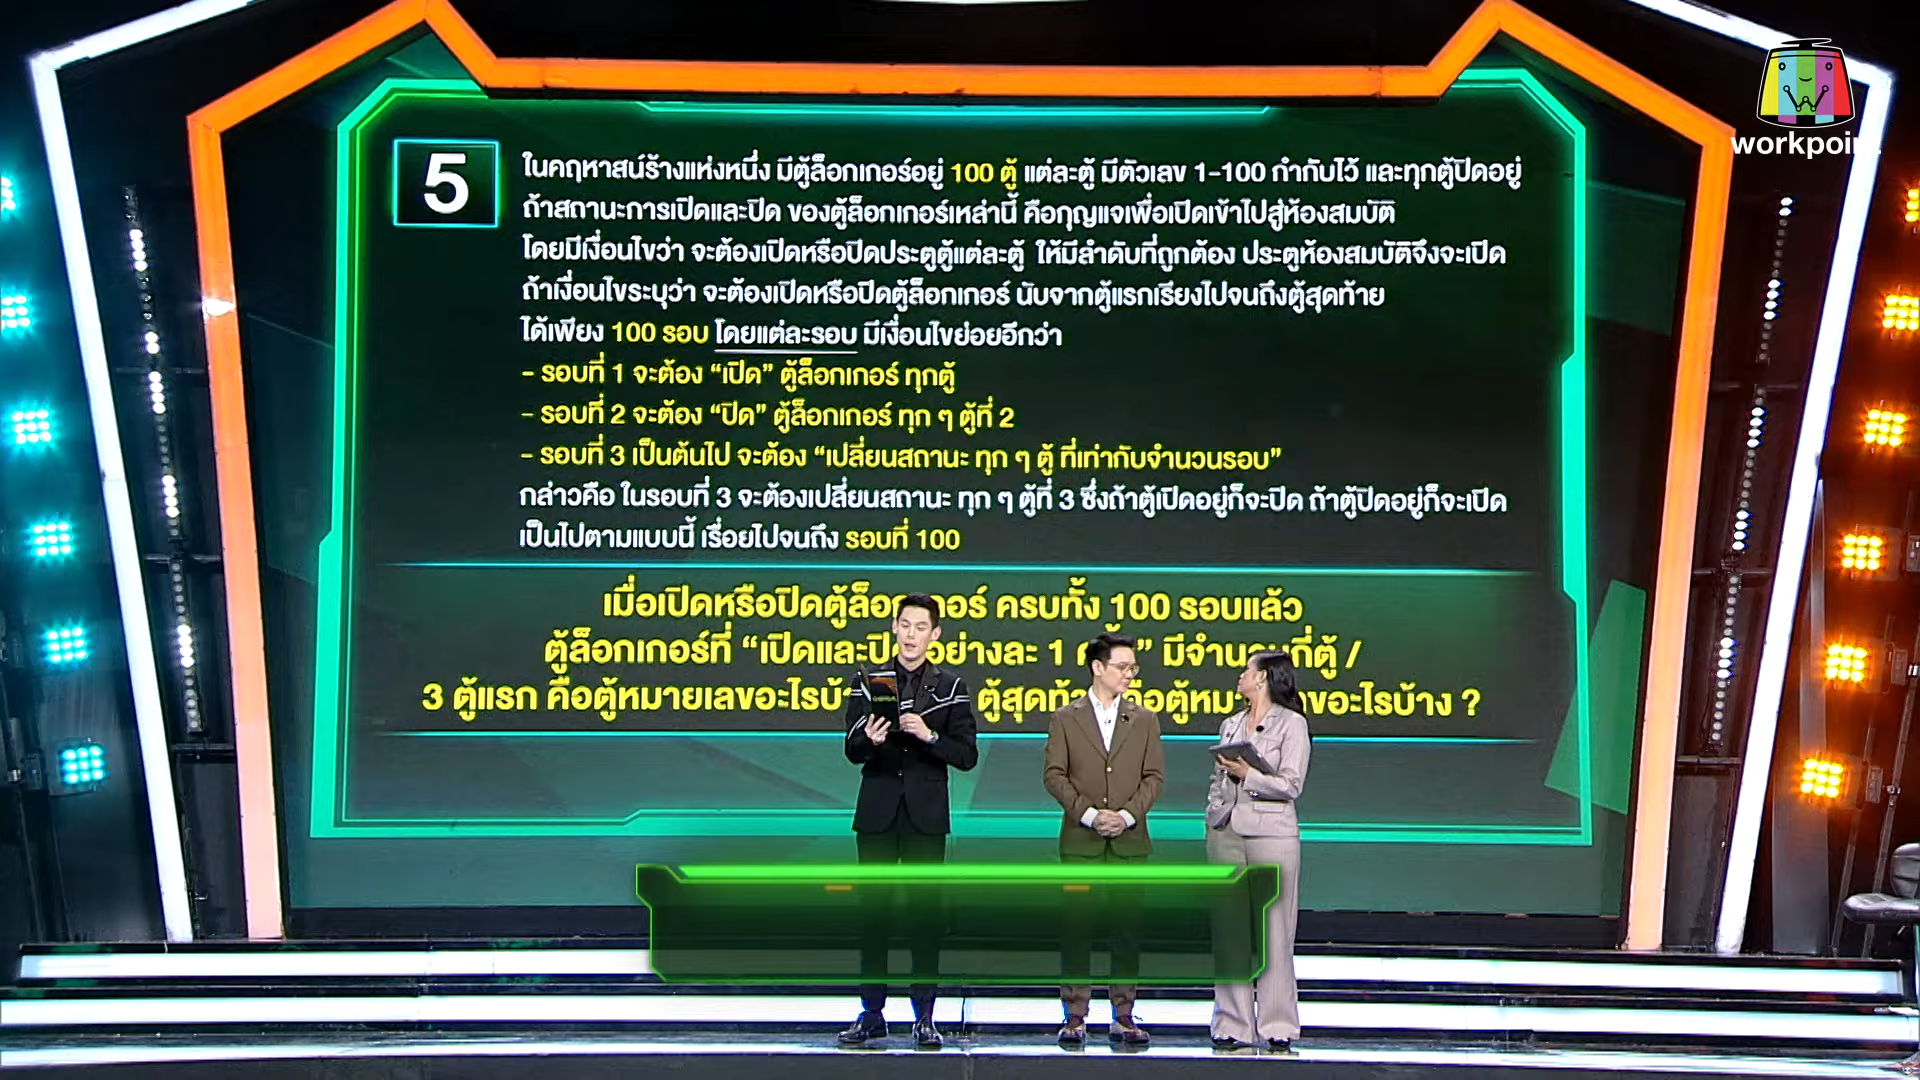 workpoin
5
ในคฤหาสน์ร้างแห่งหนึ่ง มีตู้ล็อกเกอร์อยู่ 100 ตู้ แต่ละตู้ มีตัวเลข 1-100 กำกับไว้ และทุกตู้ปิดอยู่
ถ้าสถานะการเปิดและปิด ของตู้ล็อกเกอร์เหล่านี้ คือกุญแจเพื่อเปิดเข้าไปสู่ห้องสมบัติ
โดยมีเงื่อนไขว่า จะต้องเปิดหรือปิดประตูตู้แต่ละตู้ ให้มีลำดับที่ถูกต้อง ประตูห้องสมบัติจึงจะเปิด
ถ้าเงื่อนไขระบุว่า จะต้องเปิดหรือปิดตู้ล็อกเกอร์ นับจากตู้แรกเรียงไปจนถึงตู้สุดท้าย
ได้เพียง 100 รอบ โดยแต่ละรอบ มีเงื่อนไขย่อยอีกว่า
- รอบที่ 1 จะต้อง “เปิด” ตู้ล็อกเกอร์ ทุกตู้
- รอบที่ 2 จะต้อง “ปิด” ตู้ล็อกเกอร์ ทุก ๆ ตู้ที่ 2
- รอบที่ 3 เป็นต้นไป จะต้อง “เปลี่ยนสถานะ ทุก ๆ ตู้ ที่เท่ากับจำนวนรอบ”
กล่าวคือ ในรอบที่ 3 จะต้องเปลี่ยนสถานะ ทุก ๆ ตู้ที่ 3 ซึ่งถ้าตู้เปิดอยู่ก็จะปิด ถ้าตู้ปิดอยู่ก็จะเปิด
เป็นไปตามแบบนี้ เรื่อยไปจนถึง รอบที่ 100
เมื่อเปิดหรือปิดตู้ล็อกเกอร์ ครบทั้ง 100 รอบแล้ว
ตู้ล็อกเกอร์ที่ “เปิดและปิด อย่างละ 1 ครั้ง” มีจำนวนกี่ตู้ /
3 ตู้แรก คือตู้หมายเลขอะไรบ้าง ตู้สุดท้าย คือตู้หมายเลขอะไรบ้าง ?